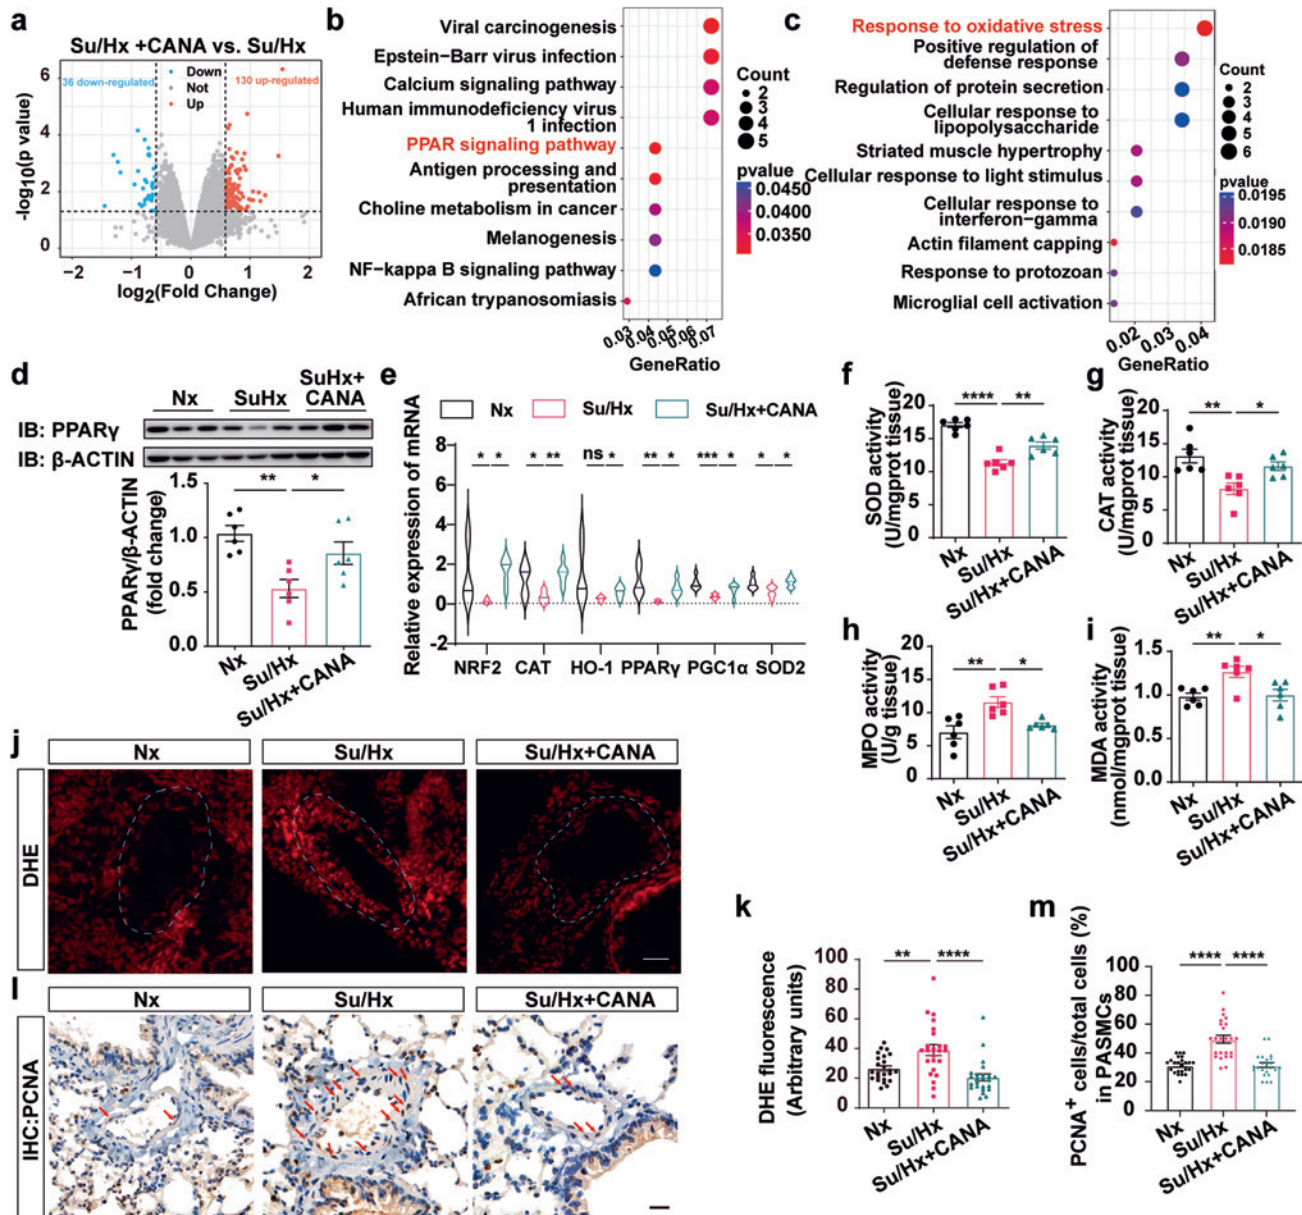 a
Su/Hx +CANA vs. Su/Hx
36 down-regulated
130 up-regulated
Down
Not
Up
-log10(p value)
6
4
2
0
−2 −1 0 1 2
log2(Fold Change)
b
Viral carcinogenesis
Epstein−Barr virus infection
Calcium signaling pathway
Human immunodeficiency virus
1 infection
PPAR signaling pathway
Antigen processing and
presentation
Choline metabolism in cancer
Melanogenesis
NF−kappa B signaling pathway
African trypanosomiasis
0.03 0.04 0.05 0.06 0.07
GeneRatio
Count
2
3
4
5
pvalue
0.0450
0.0400
0.0350
c
Response to oxidative stress
Positive regulation of
defense response
Regulation of protein secretion
Cellular response to
lipopolysaccharide
Striated muscle hypertrophy
Cellular response to light stimulus
Cellular response to
interferon-gamma
Actin filament capping
Response to protozoan
Microglial cell activation
0.02 0.03 0.04
GeneRatio
Count
2
3
4
5
6
pvalue
0.0195
0.0190
0.0185
d
Nx SuHx SuHx+
CANA
IB: PPARγ
IB: β-ACTIN
PPARγ/β-ACTIN
(fold change)
1.5
1.0
0.5
0.0
** *
Nx
Su/Hx
Su/Hx+CANA
e
Nx Su/Hx Su/Hx+CANA
Relative expression of mRNA
6
4
2
0
-2
* * * ** ns * ** * *** * * *
NRF2 CAT HO-1 PPARγ PGC1α SOD2
f
SOD activity
(U/mgprot tissue)
20
15
10
5
0
**** **
Nx
Su/Hx
Su/Hx+CANA
g
CAT activity
(U/mgprot tissue)
20
15
10
5
0
** *
Nx
Su/Hx
Su/Hx+CANA
h
MPO activity
(U/g tissue)
20
15
10
5
0
** *
Nx
Su/Hx
Su/Hx+CANA
i
MDA activity
(nmol/mgprot tissue)
1.5
1.0
0.5
0.0
** *
Nx
Su/Hx
Su/Hx+CANA
j
Nx Su/Hx Su/Hx+CANA
DHE
k
DHE fluorescence
(Arbitrary units)
100
80
60
40
20
0
** ****
Nx
Su/Hx
Su/Hx+CANA
l
Nx Su/Hx Su/Hx+CANA
IHC:PCNA
m
PCNA+ cells/total cells (%)
in PASMCs
100
80
60
40
20
0
**** ****
Nx
Su/Hx
Su/Hx+CANA